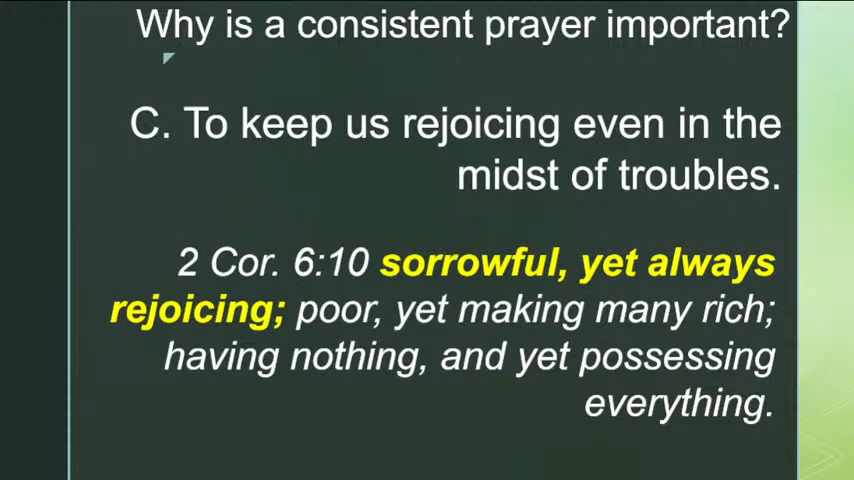 Why is a consistent prayer important?
C. To keep us rejoicing even in the
midst of troubles.
2 Cor. 6:10 sorrowful, yet always
rejoicing; poor, yet making many rich;
having nothing, and yet possessing
everything.